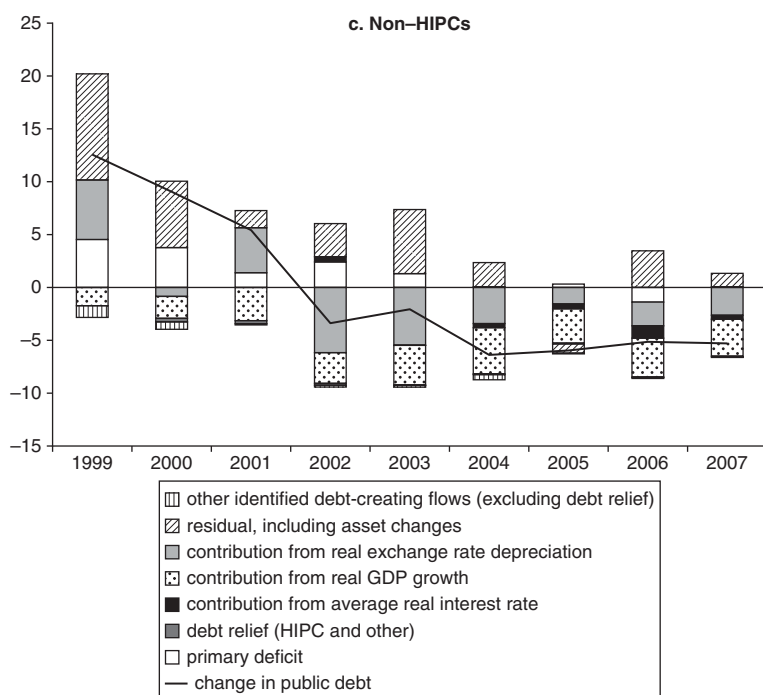 c. Non–HIPCs
25
20
15
10
5
0
–5
–10
–15
1999 2000 2001 2002 2003 2004 2005 2006 2007
other identified debt-creating flows (excluding debt relief)
residual, including asset changes
contribution from real exchange rate depreciation
contribution from real GDP growth
contribution from average real interest rate
debt relief (HIPC and other)
primary deficit
change in public debt